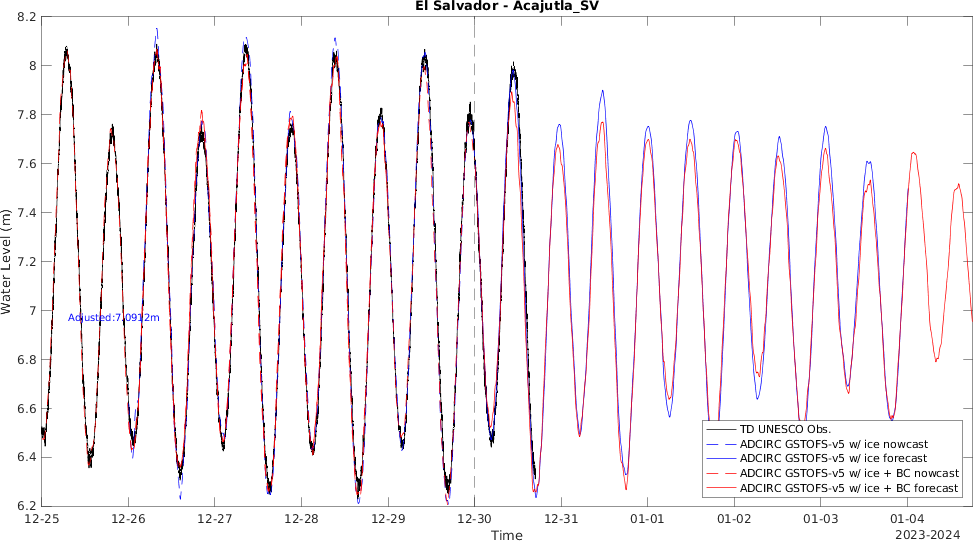 El Salvador - Acajutla_SV
8.2
8
7.8
7.6
7.4
7.2
7
6.8
6.6
6.4
6.2
Water Level (m)
Adjusted:7.0912m
TD UNESCO Obs.
ADCIRC GSTOFS-v5 w/ ice nowcast
ADCIRC GSTOFS-v5 w/ ice forecast
ADCIRC GSTOFS-v5 w/ ice + BC nowcast
ADCIRC GSTOFS-v5 w/ ice + BC forecast
12-25 12-26 12-27 12-28 12-29 12-30 12-31 01-01 01-02 01-03 01-04
Time
2023-2024